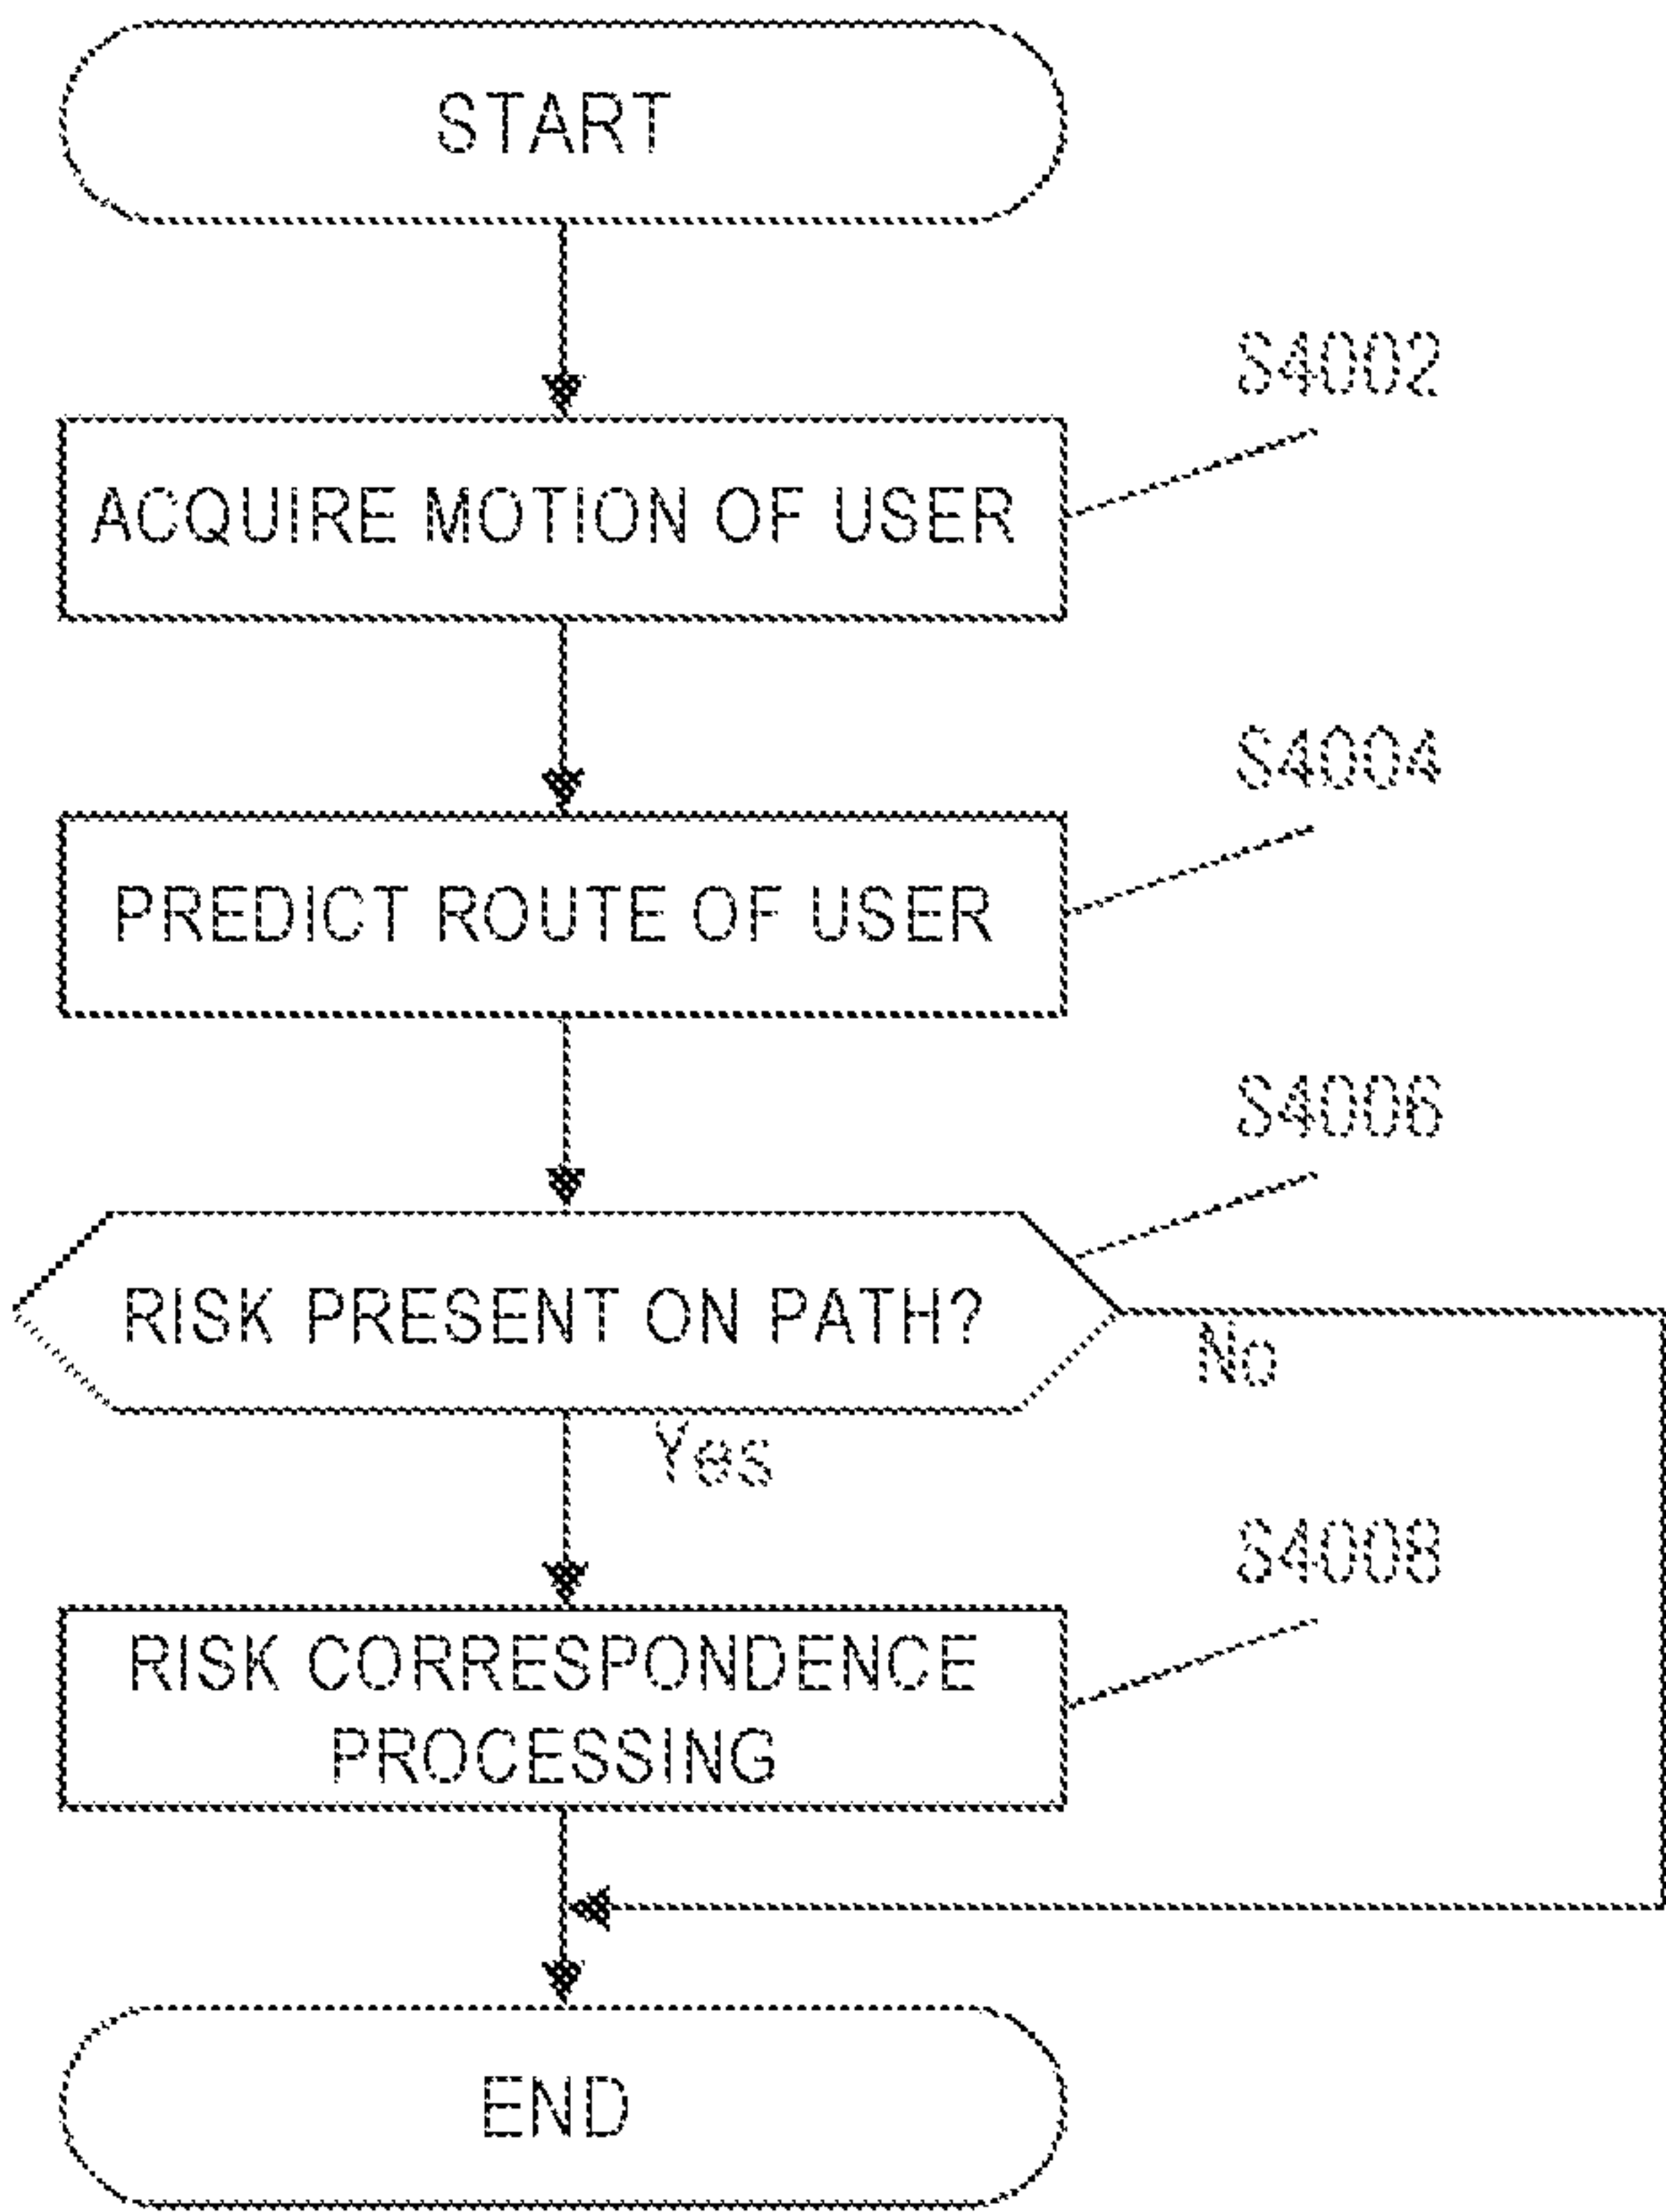 START
S4002
ACQUIRE MOTION OF USER
S4004
PREDICT ROUTE OF USER
S4006
RISK PRESENT ON PATH?
No
Yes
S4008
RISK CORRESPONDENCE
PROCESSING
END